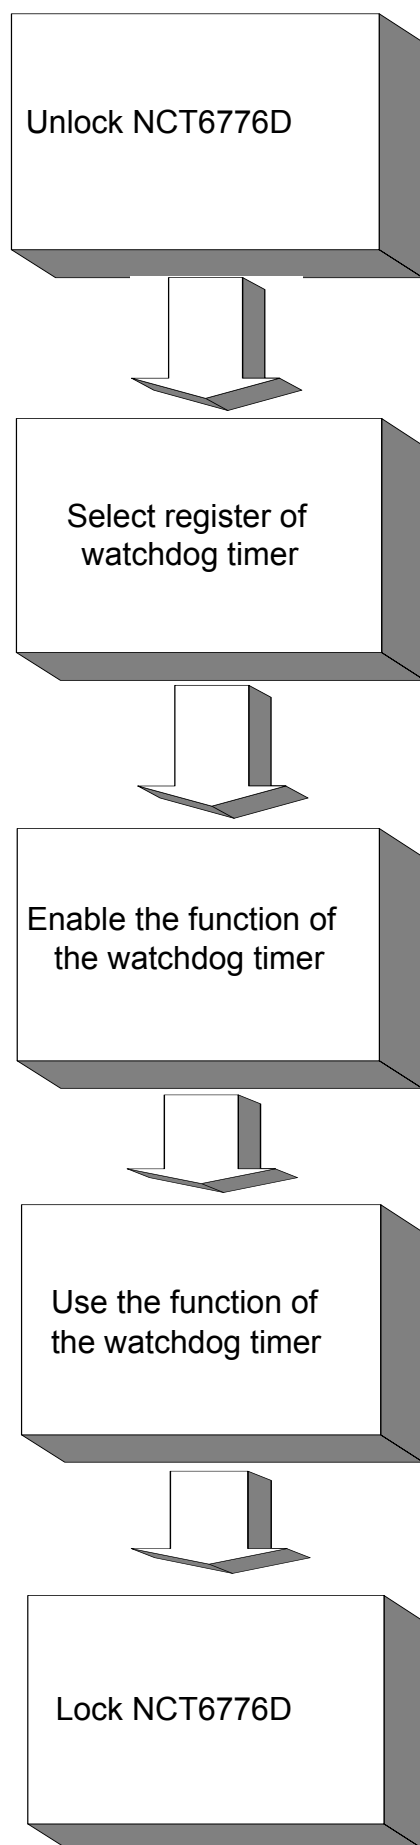 Unlock NCT6776D
Select register of
watchdog timer
Enable the function of
the watchdog timer
Use the function of
the watchdog timer
Lock NCT6776D